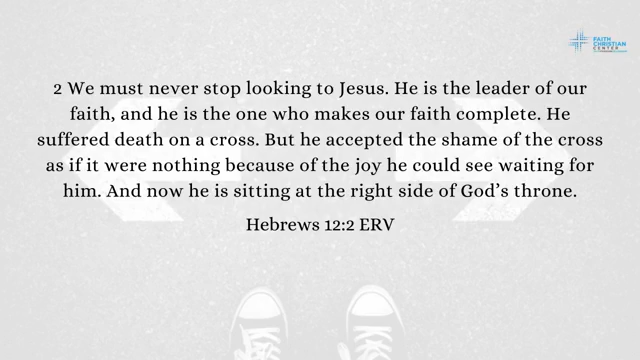 FAITH
CHRISTIAN
CENTER
2 We must never stop looking to Jesus. He is the leader of our
faith, and he is the one who makes our faith complete. He
suffered death on a cross. But he accepted the shame of the cross
as if it were nothing because of the joy he could see waiting for
him. And now he is sitting at the right side of God’s throne.
Hebrews 12:2 ERV